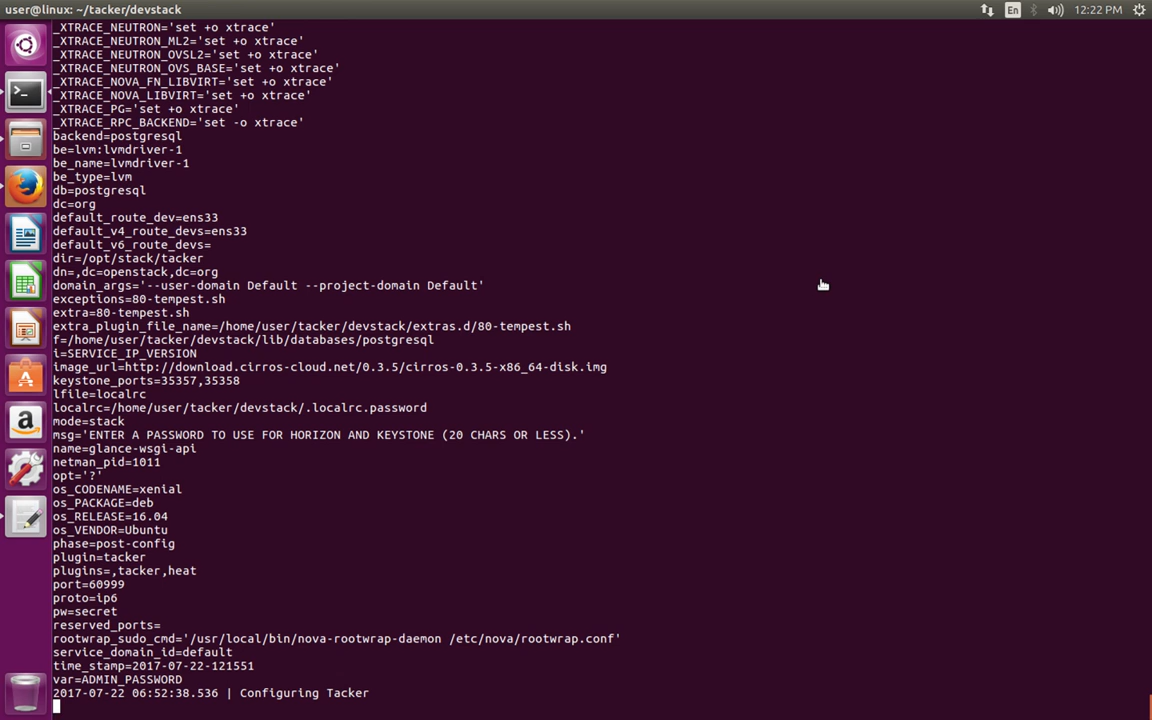 user@linux: ~/tacker/devstack
En
12:22 PM
_XTRACE_NEUTRON='set +o xtrace'
_XTRACE_NEUTRON_ML2='set +o xtrace'
_XTRACE_NEUTRON_OVSL2='set +o xtrace'
_XTRACE_NEUTRON_OVS_BASE='set +o xtrace'
_XTRACE_NOVA_FN_LIBVIRT='set +o xtrace'
_XTRACE_NOVA_LIBVIRT='set +o xtrace'
_XTRACE_PG='set +o xtrace'
_XTRACE_RPC_BACKEND='set -o xtrace'
backend=postgresql
be=lvm:lvmdriver-1
be_name=lvmdriver-1
be_type=lvm
db=postgresql
dc=org
default_route_dev=ens33
default_v4_route_devs=ens33
default_v6_route_devs=
dir=/opt/stack/tacker
dn=,dc=openstack,dc=org
domain_args='--user-domain Default --project-domain Default'
exceptions=80-tempest.sh
extra=80-tempest.sh
extra_plugin_file_name=/home/user/tacker/devstack/extras.d/80-tempest.sh
f=/home/user/tacker/devstack/lib/databases/postgresql
i=SERVICE_IP_VERSION
image_url=http://download.cirros-cloud.net/0.3.5/cirros-0.3.5-x86_64-disk.img
keystone_ports=35357,35358
lfile=localrc
localrc=/home/user/tacker/devstack/.localrc.password
mode=stack
msg='ENTER A PASSWORD TO USE FOR HORIZON AND KEYSTONE (20 CHARS OR LESS).'
name=glance-wsgi-api
netman_pid=1011
opt='?'
os_CODENAME=xenial
os_PACKAGE=deb
os_RELEASE=16.04
os_VENDOR=Ubuntu
phase=post-config
plugin=tacker
plugins=,tacker,heat
port=60999
proto=ip6
pw=secret
reserved_ports=
rootwrap_sudo_cmd='/usr/local/bin/nova-rootwrap-daemon /etc/nova/rootwrap.conf'
service_domain_id=default
time_stamp=2017-07-22-121551
var=ADMIN_PASSWORD
2017-07-22 06:52:38.536 | Configuring Tacker